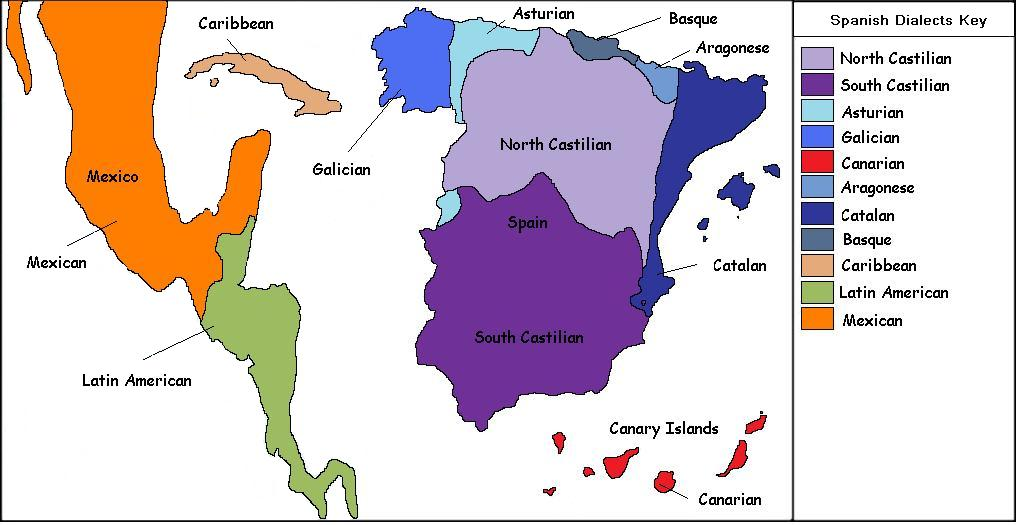 Caribbean
Asturian
Basque
Aragonese
Galician
North Castilian
Mexico
Spain
Mexican
Catalan
South Castilian
Latin American
Canary Islands
Canarian
Spanish Dialects Key
North Castilian
South Castilian
Asturian
Galician
Canarian
Aragonese
Catalan
Basque
Caribbean
Latin American
Mexican